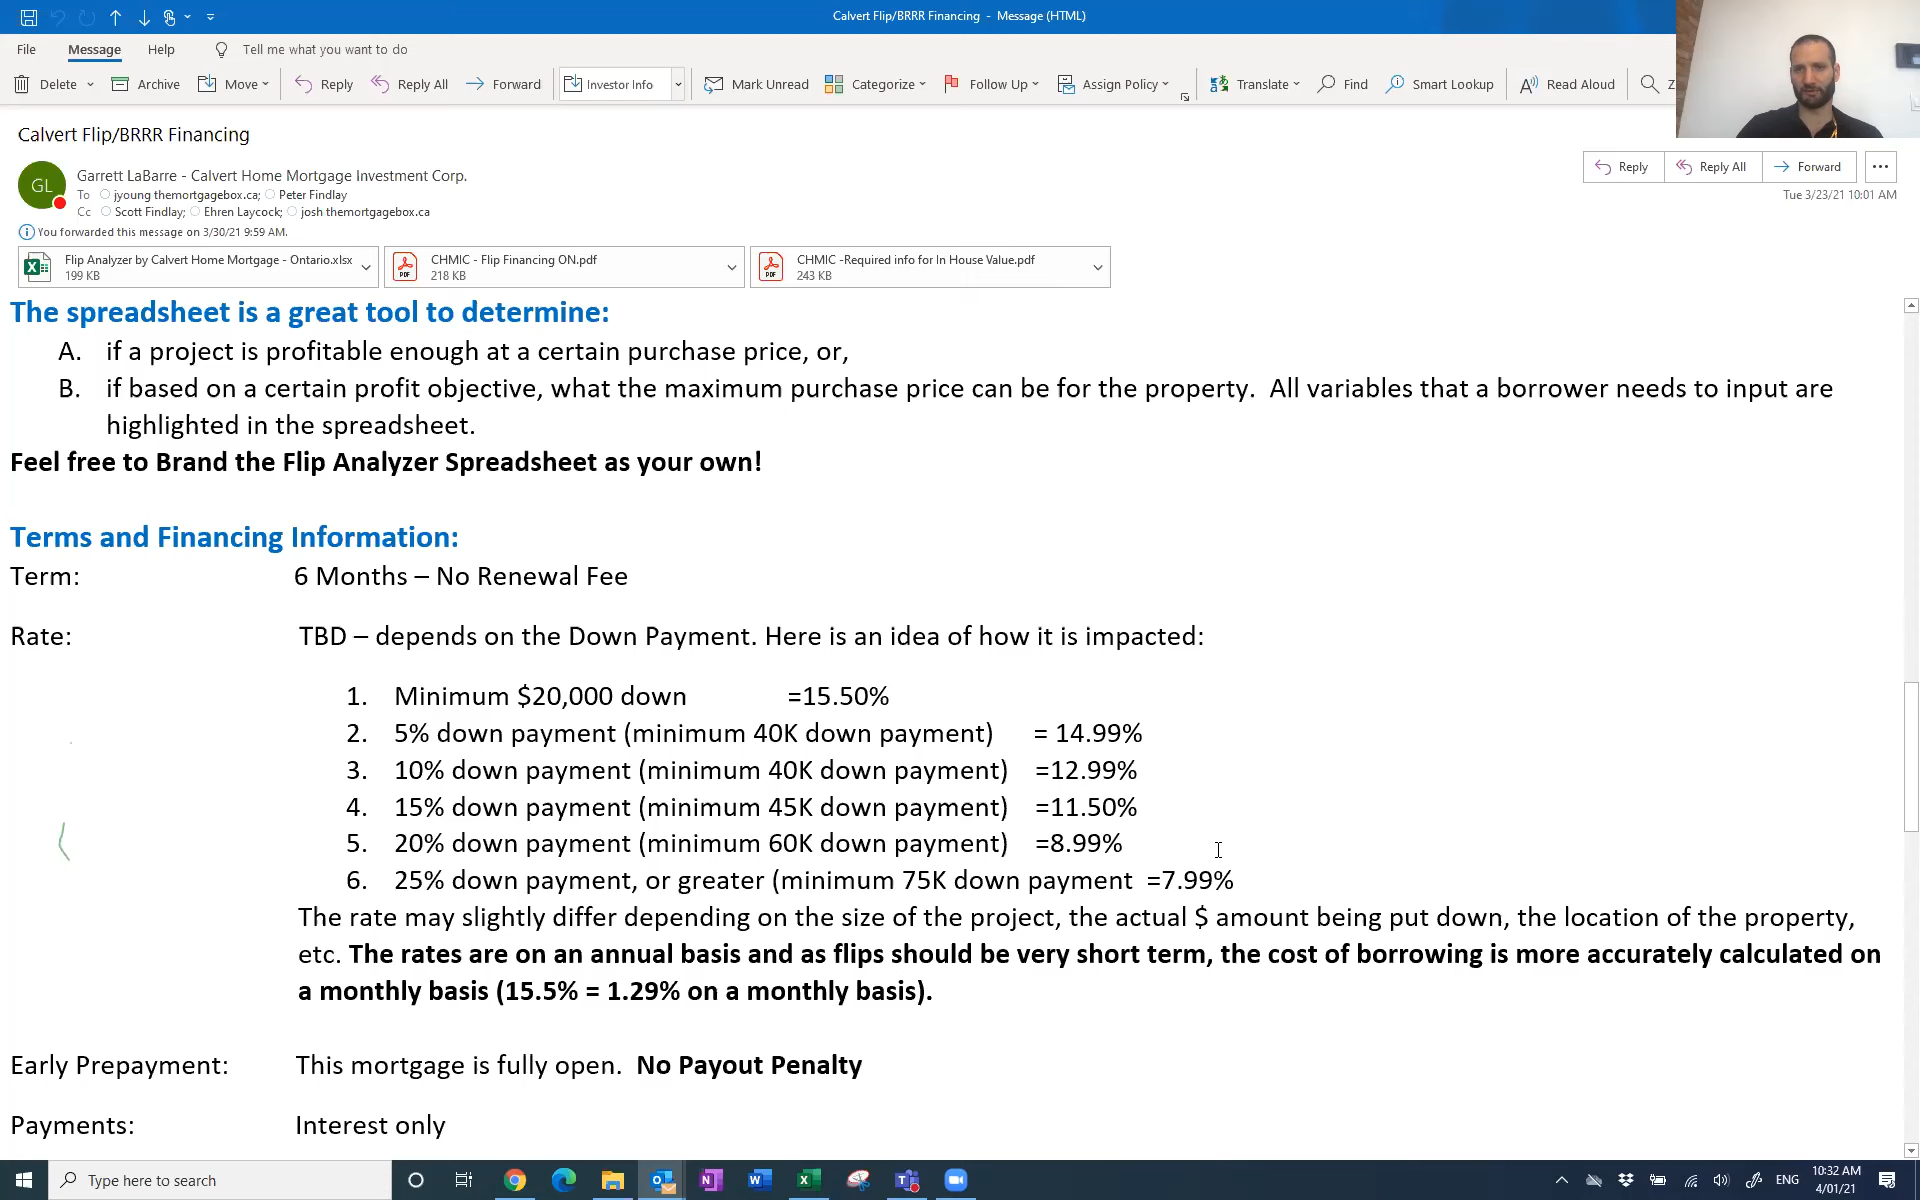 Calvert Flip/BRRR Financing - Message (HTML)
File Message Help Tell me what you want to do
Delete Archive Move Reply Reply All Forward Investor Info Mark Unread Categorize Follow Up Assign Policy Translate Find Smart Lookup Read Aloud Z
Calvert Flip/BRRR Financing
GL
Garrett LaBarre - Calvert Home Mortgage Investment Corp.
Reply Reply All Forward
To jyoung themortgagebox.ca; Peter Findlay
Tue 3/23/21 10:01 AM
Cc Scott Findlay; Ehren Laycock; josh themortgagebox.ca
You forwarded this message on 3/30/21 9:59 AM.
Flip Analyzer by Calvert Home Mortgage - Ontario.xlsx
199 KB
CHMIC - Flip Financing ON.pdf
218 KB
CHMIC -Required info for In House Value.pdf
243 KB
The spreadsheet is a great tool to determine:
A. if a project is profitable enough at a certain purchase price, or,
B. if based on a certain profit objective, what the maximum purchase price can be for the property. All variables that a borrower needs to input are
highlighted in the spreadsheet.
Feel free to Brand the Flip Analyzer Spreadsheet as your own!
Terms and Financing Information:
Term: 6 Months – No Renewal Fee
Rate: TBD – depends on the Down Payment. Here is an idea of how it is impacted:
1. Minimum $20,000 down =15.50%
2. 5% down payment (minimum 40K down payment) = 14.99%
3. 10% down payment (minimum 40K down payment) =12.99%
4. 15% down payment (minimum 45K down payment) =11.50%
5. 20% down payment (minimum 60K down payment) =8.99%
6. 25% down payment, or greater (minimum 75K down payment =7.99%
The rate may slightly differ depending on the size of the project, the actual $ amount being put down, the location of the property,
etc. The rates are on an annual basis and as flips should be very short term, the cost of borrowing is more accurately calculated on
a monthly basis (15.5% = 1.29% on a monthly basis).
Early Prepayment: This mortgage is fully open. No Payout Penalty
Payments: Interest only
Type here to search
ENG
10:32 AM
4/01/21